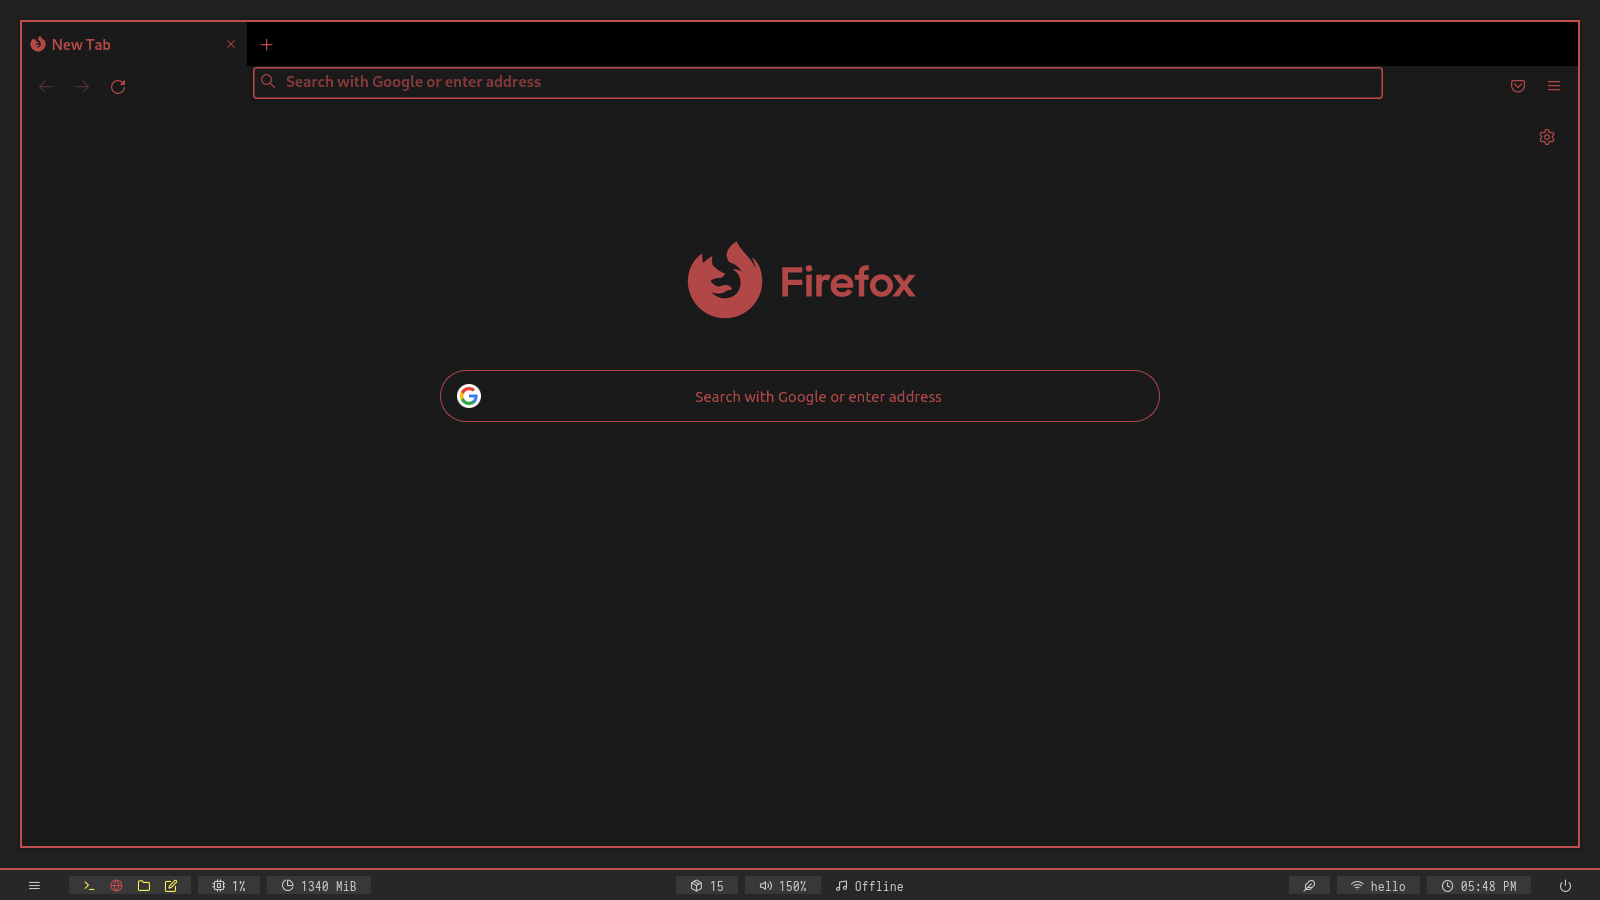 New Tab
Search with Google or enter address
Firefox
Search with Google or enter address
1%
1340 MiB
15
150%
Offline
hello
05:48 PM